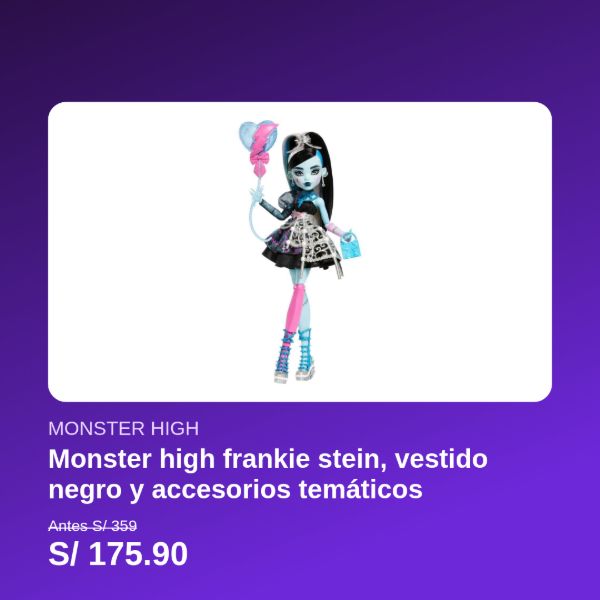 MONSTER HIGH
Monster high frankie stein, vestido
negro y accesorios temáticos
Antes S/ 359
S/ 175.90